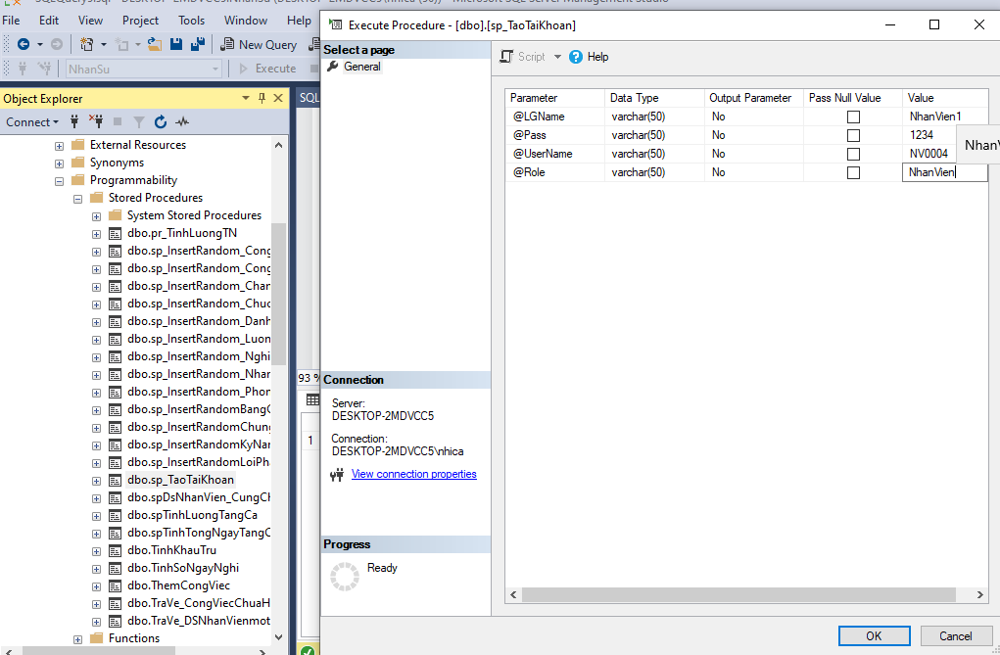 File Edit View Project Tools Window Help
New Query
NhanSu
Execute
Object Explorer
Connect
External Resources
Synonyms
Programmability
Stored Procedures
System Stored Procedures
dbo.pr_TinhLuongTN
dbo.sp_InsertRandom_Cong
dbo.sp_InsertRandom_Cong
dbo.sp_InsertRandom_Char
dbo.sp_InsertRandom_Chuc
dbo.sp_InsertRandom_Danh
dbo.sp_InsertRandom_Luon
dbo.sp_InsertRandom_Nghi
dbo.sp_InsertRandom_Nhar
dbo.sp_InsertRandom_Phor
dbo.sp_InsertRandomBangC
dbo.sp_InsertRandomChung
dbo.sp_InsertRandomKyNar
dbo.sp_InsertRandomLoiPh
dbo.sp_TaoTaiKhoan
dbo.spDsNhanVien_CungCh
dbo.spTinhLuongTangCa
dbo.spTinhTongNgayTangC
dbo.TinhKhauTru
dbo.TinhSoNgayNghi
dbo.ThemCongViec
dbo.TraVe_CongViecChuaH
dbo.TraVe_DSNhanVienmot
Functions
SQL
93 %
1
Execute Procedure - [dbo].[sp_TaoTaiKhoan]
Select a page
General
Script Help
Parameter Data Type Output Parameter Pass Null Value Value
@LGName varchar(50) No NhanVien1
@Pass varchar(50) No 1234
@UserName varchar(50) No NV0004
@Role varchar(50) No NhanVien
Connection
Server:
DESKTOP-2MDVCC5
Connection:
DESKTOP-2MDVCC5\nhica
View connection properties
Progress
Ready
OK Cancel